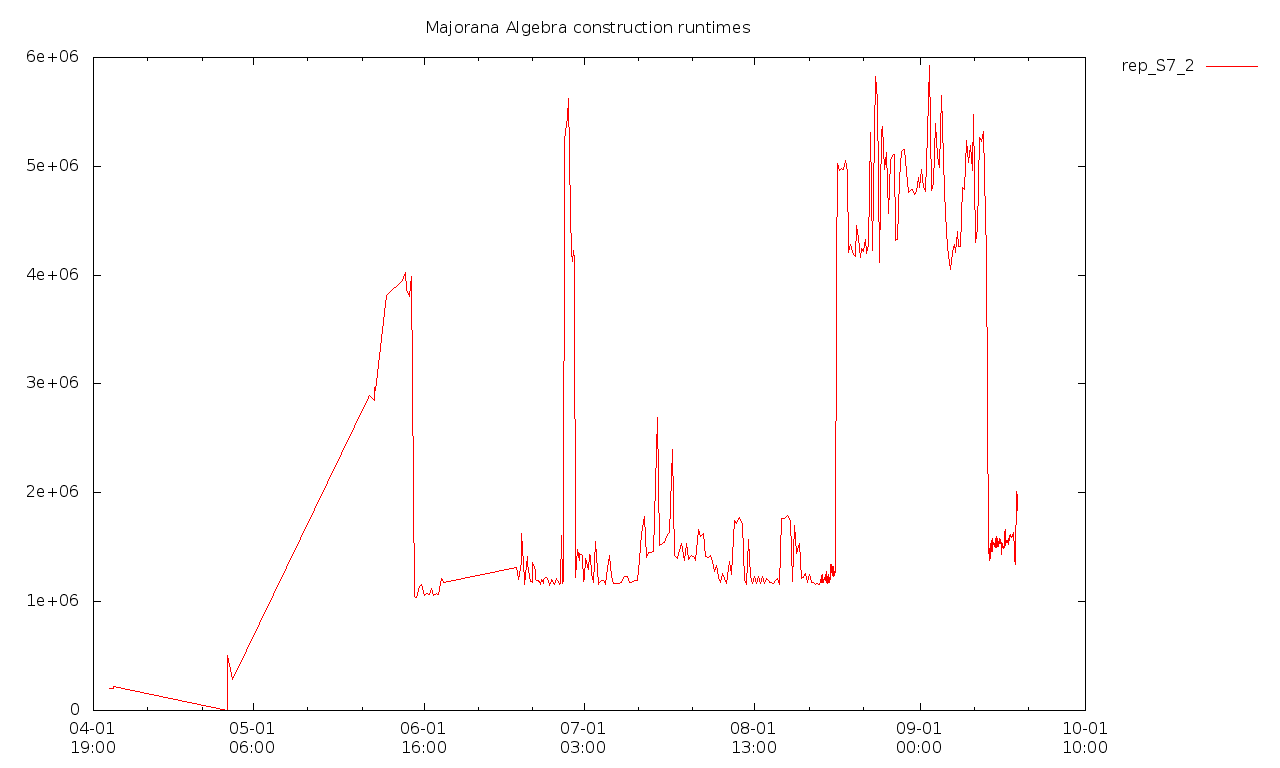 Majorana Algebra construction runtimes
rep_S7_2
6e+06
5e+06
4e+06
3e+06
2e+06
1e+06
0
04-01 05-01 06-01 07-01 08-01 09-01 10-01
19:00 06:00 16:00 03:00 13:00 00:00 10:00